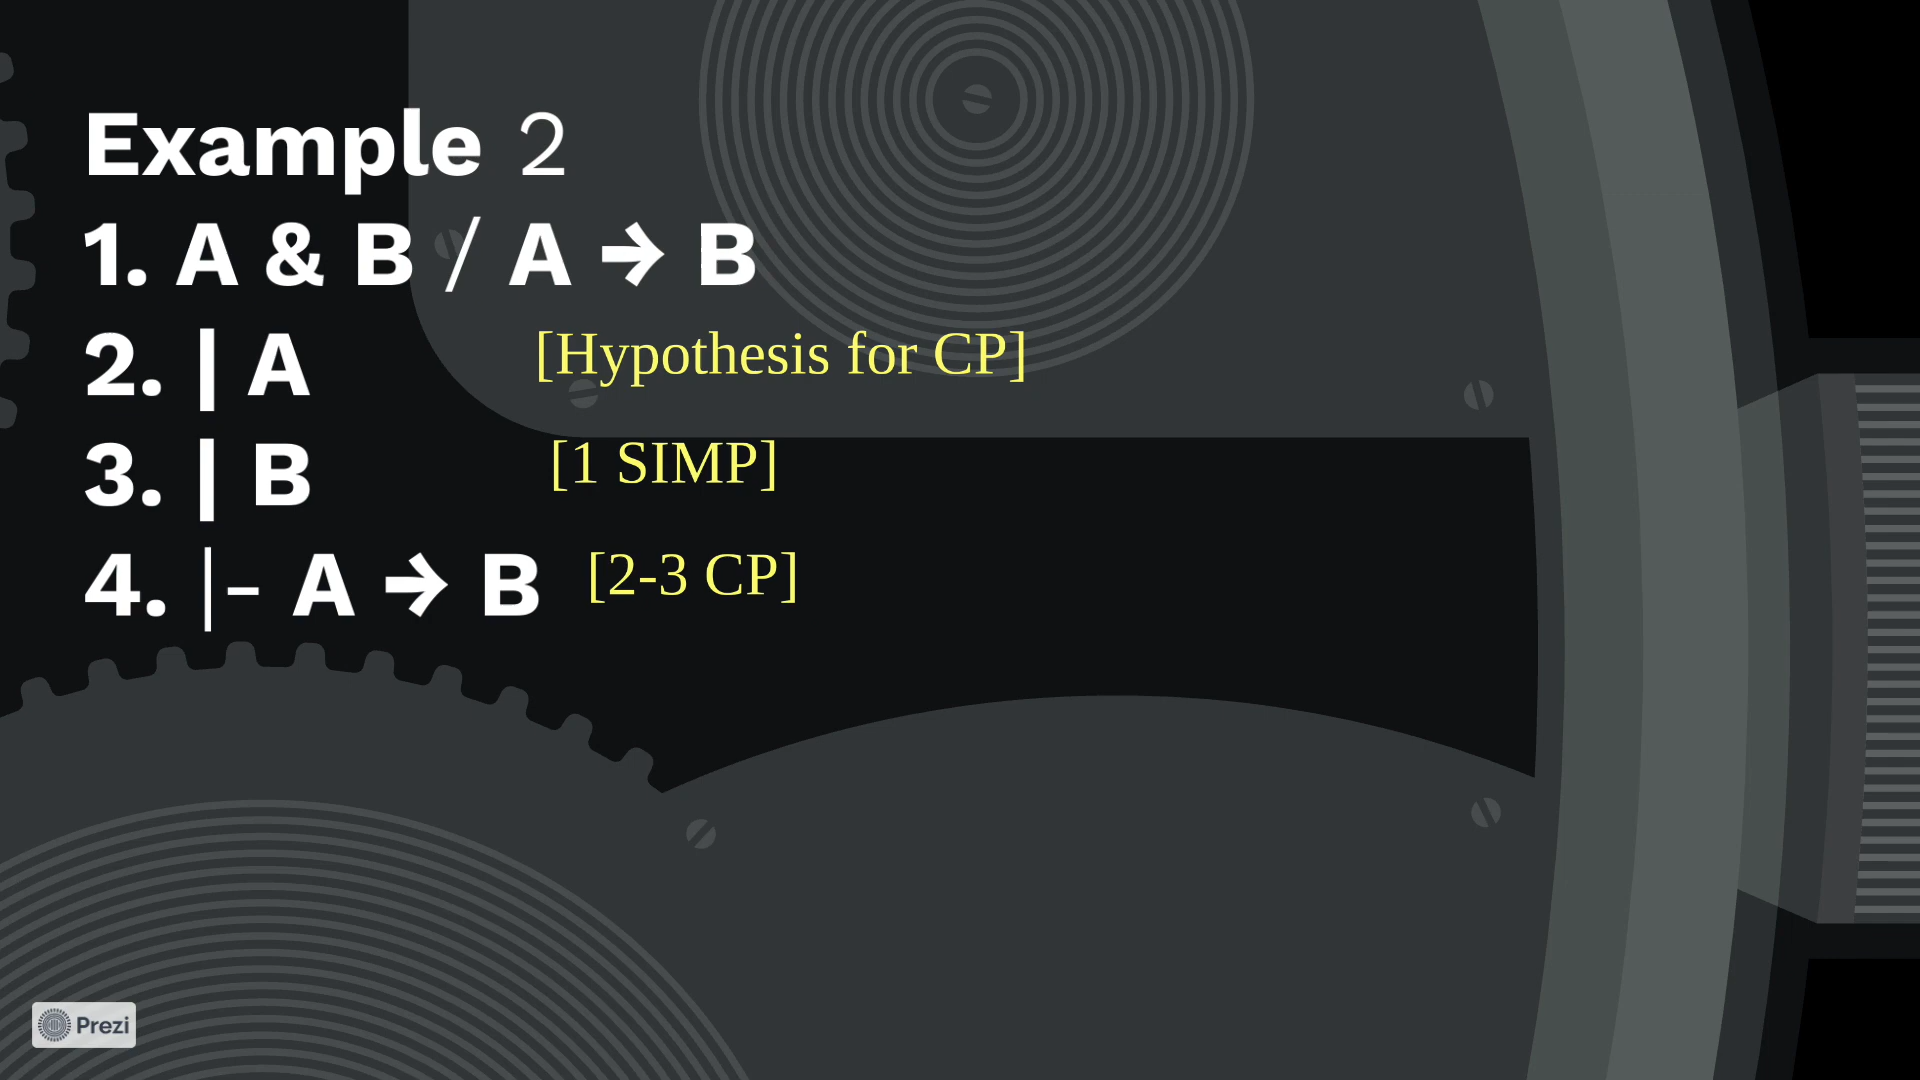 Example 2
1. A & B / A → B
2. | A [Hypothesis for CP]
3. | B [1 SIMP]
4. |- A → B [2-3 CP]
Prezi